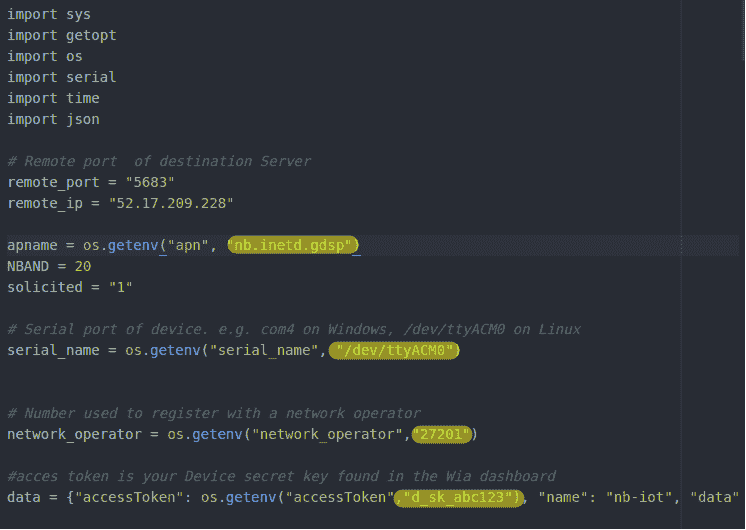 import sys
import getopt
import os
import serial
import time
import json
# Remote port  of destination Server
remote_port = "5683"
remote_ip = "52.17.209.228"
apname = os.getenv("apn", "nb.inetd.gdsp")
NBAND = 20
solicited = "1"
# Serial port of device. e.g. com4 on Windows, /dev/ttyACM0 on Linux
serial_name = os.getenv("serial_name", "/dev/ttyACM0")
# Number used to register with a network operator
network_operator = os.getenv("network_operator","27201")
#acces token is your Device secret key found in the Wia dashboard
data = {"accessToken": os.getenv("accessToken","d_sk_abc123"), "name": "nb-iot", "data"